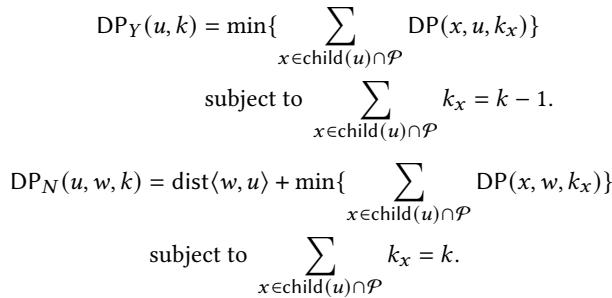 DP_Y(u, k) = min{ ∑_{x∈child(u)∩𝒫} DP(x, u, k_x)}
subject to ∑_{x∈child(u)∩𝒫} k_x = k − 1.
DP_N(u, w, k) = dist⟨w, u⟩ + min{ ∑_{x∈child(u)∩𝒫} DP(x, w, k_x)}
subject to ∑_{x∈child(u)∩𝒫} k_x = k.